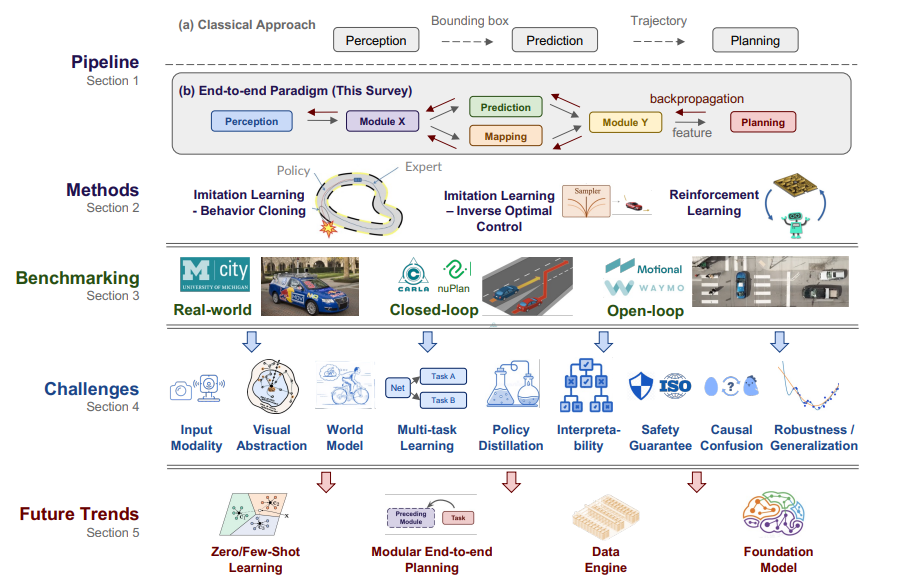 (a) Classical Approach
Bounding box
Trajectory
Perception
Prediction
Planning
Pipeline
Section 1
(b) End-to-end Paradigm (This Survey)
Perception
Module X
Prediction
Mapping
Module Y
backpropagation
feature
Planning
Methods
Section 2
Policy
Expert
Imitation Learning
- Behavior Cloning
Imitation Learning
– Inverse Optimal
Control
Sampler
Reinforcement
Learning
Benchmarking
Section 3
M city
UNIVERSITY OF MICHIGAN
Real-world
CARLA
nuPlan
Closed-loop
Motional
WAYMO
Open-loop
Challenges
Section 4
Net
Task A
Task B
ISO
?
Input
Modality
Visual
Abstraction
World
Model
Multi-task
Learning
Policy
Distillation
Interpreta-
bility
Safety
Guarantee
Causal
Confusion
Robustness /
Generalization
Future Trends
Section 5
Preceding
Module
Task
Zero/Few-Shot
Learning
Modular End-to-end
Planning
Data
Engine
Foundation
Model